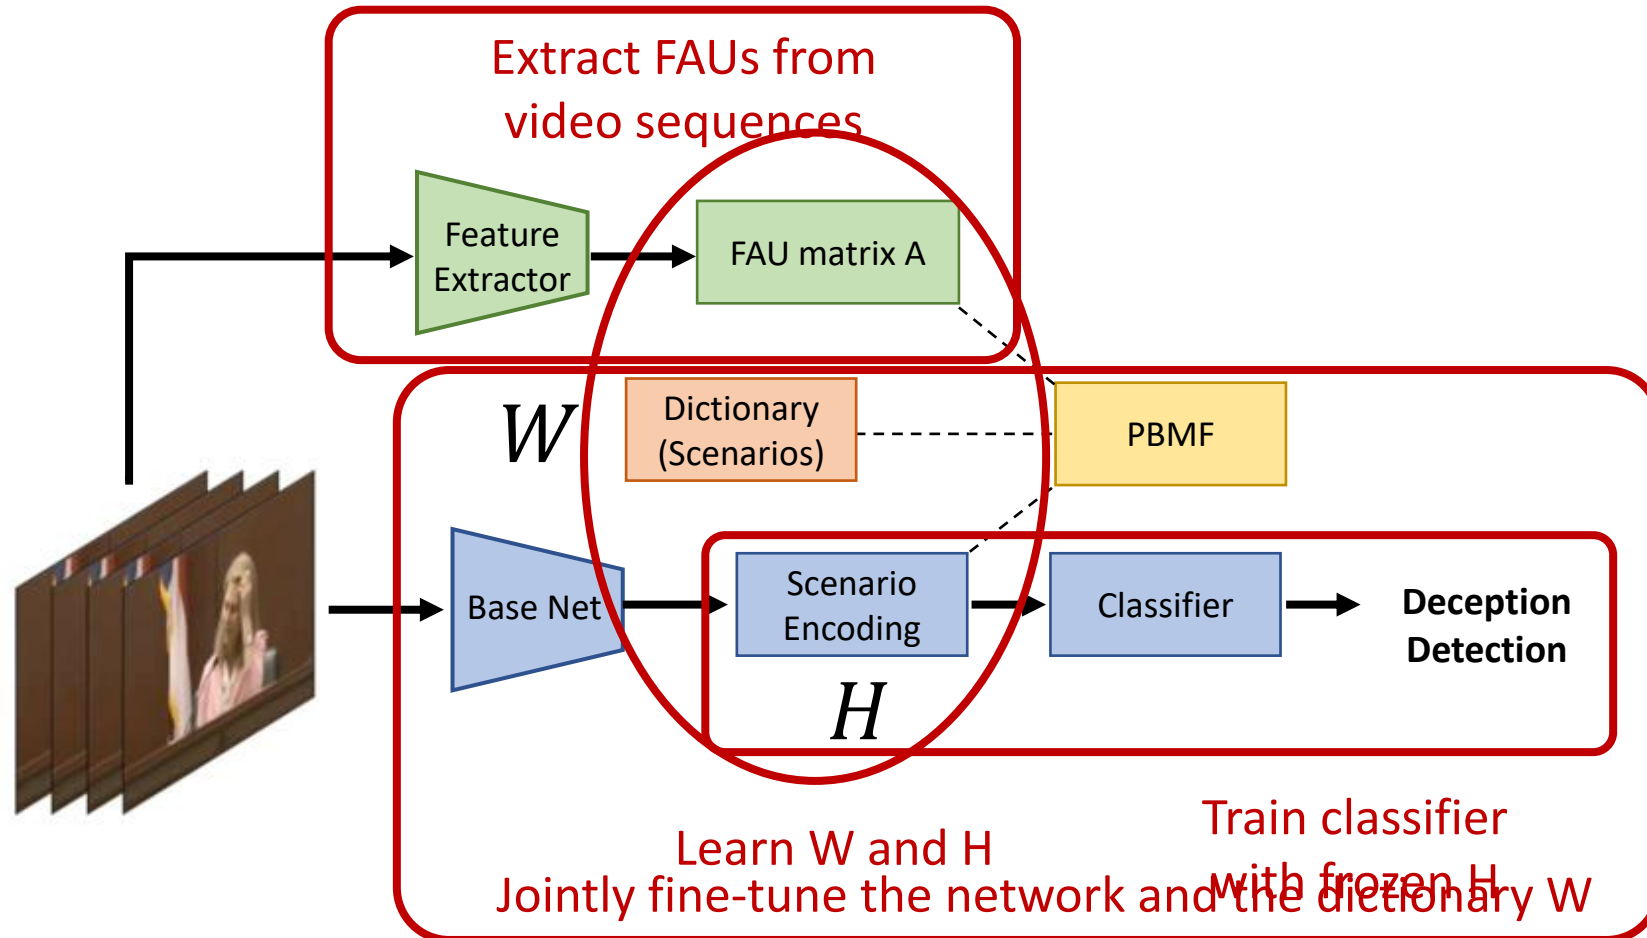 Extract FAUs from
video sequences
Feature
Extractor
FAU matrix A
W
Dictionary
(Scenarios)
PBMF
Base Net
Scenario
Encoding
Classifier
Deception
Detection
H
Train classifier
with frozen H
Learn W and H
Jointly fine-tune the network and the dictionary W